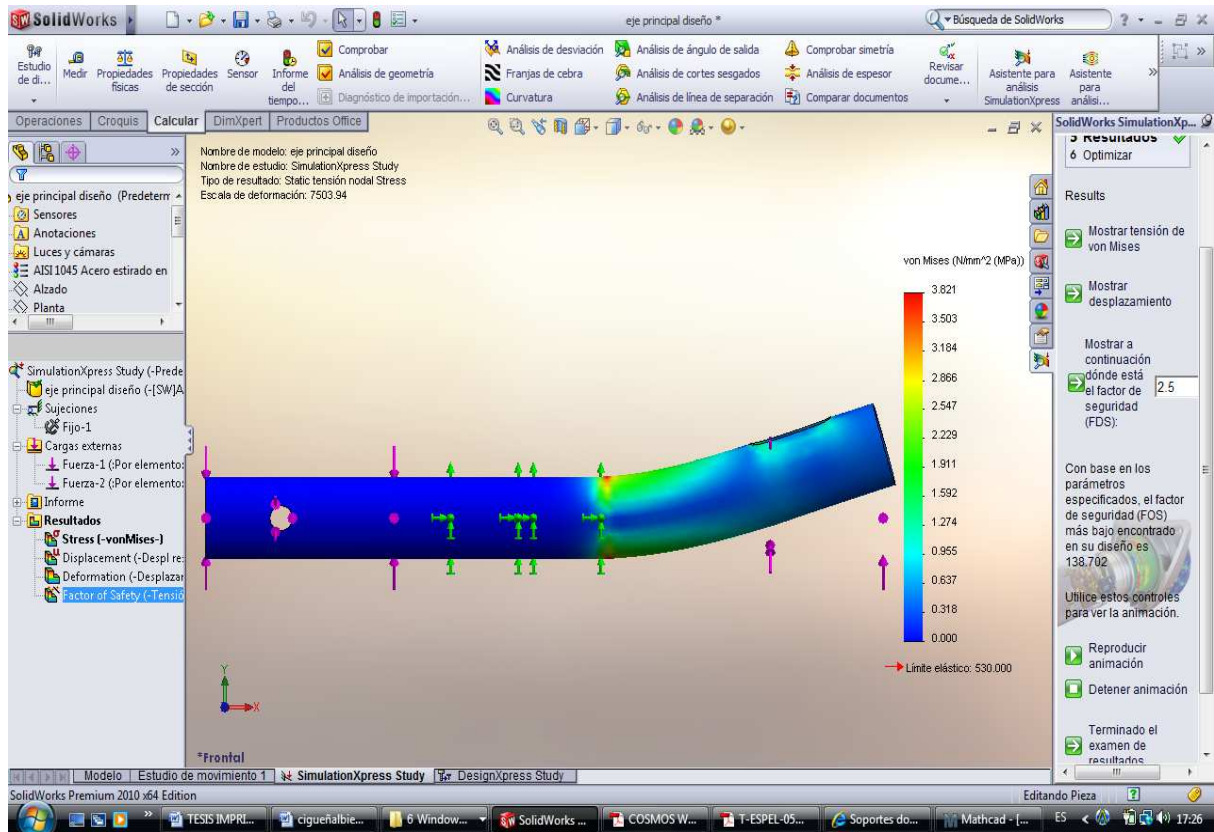 SolidWorks
eje principal diseño *
Búsqueda de SolidWorks
Estudio de di...
Medir
Propiedades físicas
Propiedades de sección
Sensor
Informe del tiempo...
Comprobar
Análisis de geometría
Diagnóstico de importación...
Análisis de desviación
Franjas de cebra
Curvatura
Análisis de ángulo de salida
Análisis de cortes sesgados
Análisis de línea de separación
Comprobar simetría
Análisis de espesor
Comparar documentos
Revisar docume...
Asistente para análisis SimulationXpress
Asistente para análisi...
Operaciones
Croquis
Calcular
DimXpert
Productos Office
SolidWorks SimulationXp...
eje principal diseño (Predeterm
Sensores
Anotaciones
Luces y cámaras
AISI 1045 Acero estirado en
Alzado
Planta
SimulationXpress Study (-Prede
eje principal diseño (-[SW]A
Sujeciones
Fijo-1
Cargas externas
Fuerza-1 (:Por elemento:
Fuerza-2 (:Por elemento:
Informe
Resultados
Stress (-vonMises-)
Displacement (-Despl re:
Deformation (-Desplazar
Factor of Safety (-Tensió
Nombre de modelo: eje principal diseño
Nombre de estudio: SimulationXpress Study
Tipo de resultado: Static tensión nodal Stress
Escala de deformación: 7503.94
von Mises (N/mm^2 (MPa))
3.821
3.503
3.184
2.866
2.547
2.229
1.911
1.592
1.274
0.955
0.637
0.318
0.000
Límite elástico: 530.000
Y
X
*Frontal
5 Resultados
6 Optimizar
Results
Mostrar tensión de
von Mises
Mostrar
desplazamiento
Mostrar a
continuación
dónde está
el factor de
seguridad
(FDS):
2.5
Con base en los
parámetros
especificados, el factor
de seguridad (FOS)
más bajo encontrado
en su diseño es
138.702
Utilice estos controles
para ver la animación.
Reproducir
animación
Detener animación
Terminado el
examen de
resultados
Modelo
Estudio de movimiento 1
SimulationXpress Study
DesignXpress Study
SolidWorks Premium 2010 x64 Edition
Editando Pieza
TESIS IMPRI...
cigueñalbie...
6 Window...
SolidWorks ...
COSMOS W...
T-ESPEL-05...
Soportes do...
Mathcad - [...
ES
17:26